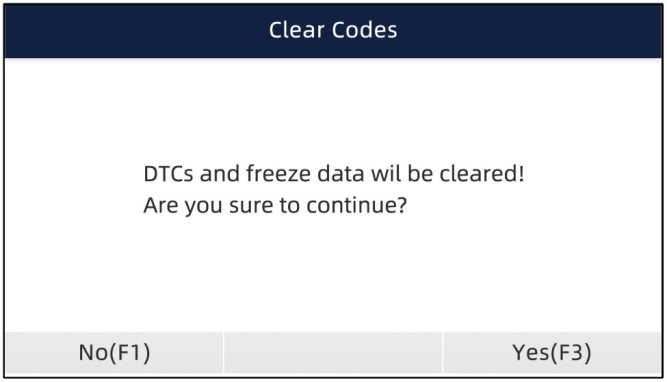 Clear Codes
DTCs and freeze data wil be cleared!
Are you sure to continue?
No(F1)
Yes(F3)